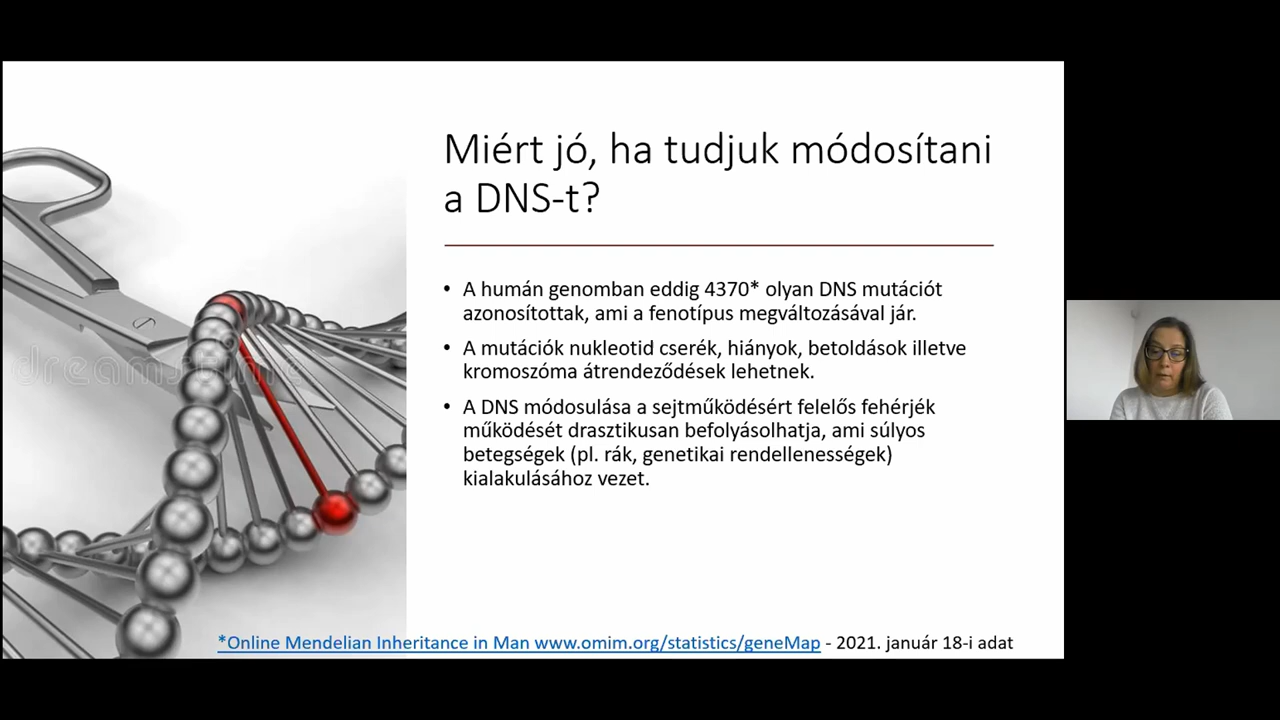 Miért jó, ha tudjuk módosítani
a DNS-t?
• A humán genomban eddig 4370* olyan DNS mutációt
azonosítottak, ami a fenotípus megváltozásával jár.
• A mutációk nukleotid cserék, hiányok, betoldások illetve
kromoszóma átrendeződések lehetnek.
• A DNS módosulása a sejtműködésért felelős fehérjék
működését drasztikusan befolyásolhatja, ami súlyos
betegségek (pl. rák, genetikai rendellenességek)
kialakulásához vezet.
dreamstime
*Online Mendelian Inheritance in Man www.omim.org/statistics/geneMap - 2021. január 18-i adat